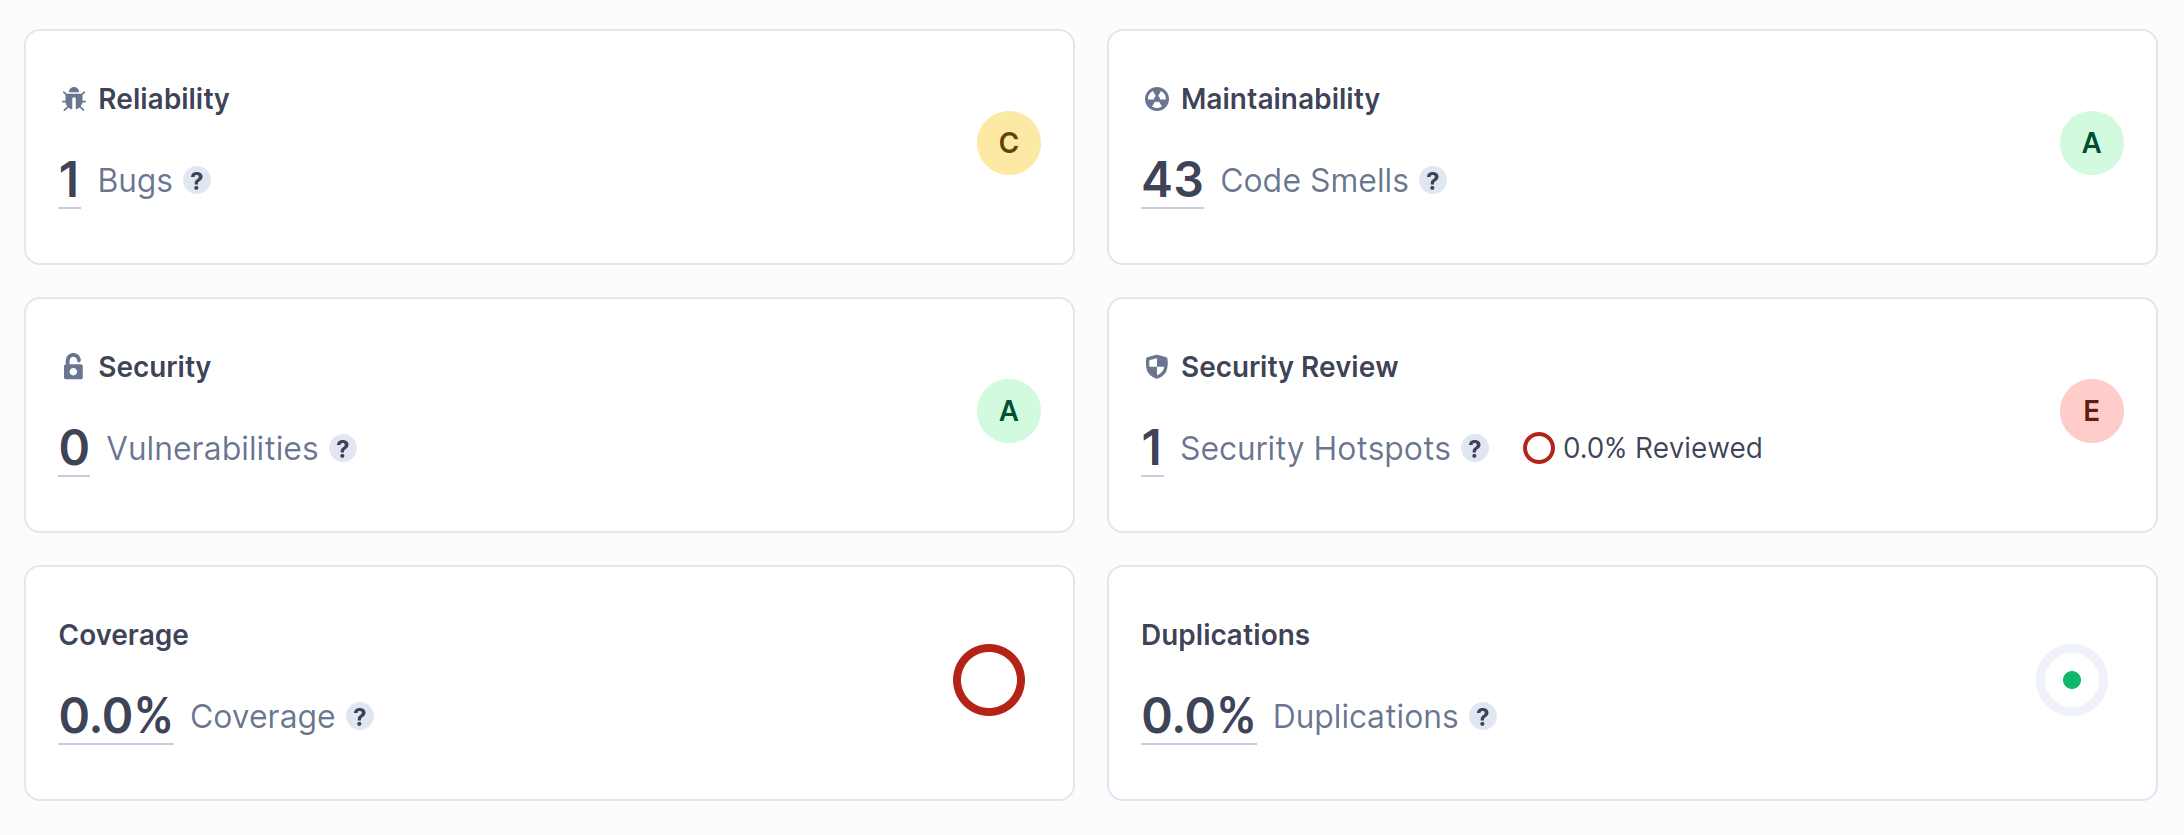 Reliability
1 Bugs ?
C
Maintainability
43 Code Smells ?
A
Security
0 Vulnerabilities ?
A
Security Review
1 Security Hotspots ? 0.0% Reviewed
E
Coverage
0.0% Coverage ?
Duplications
0.0% Duplications ?